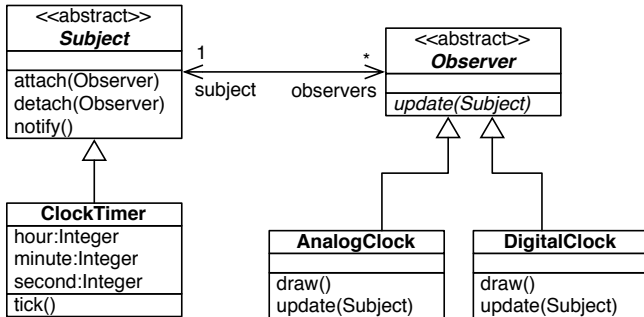 <<abstract>>
Subject
attach(Observer)
detach(Observer)
notify()
1
subject
*
observers
<<abstract>>
Observer
update(Subject)
ClockTimer
hour:Integer
minute:Integer
second:Integer
tick()
AnalogClock
draw()
update(Subject)
DigitalClock
draw()
update(Subject)